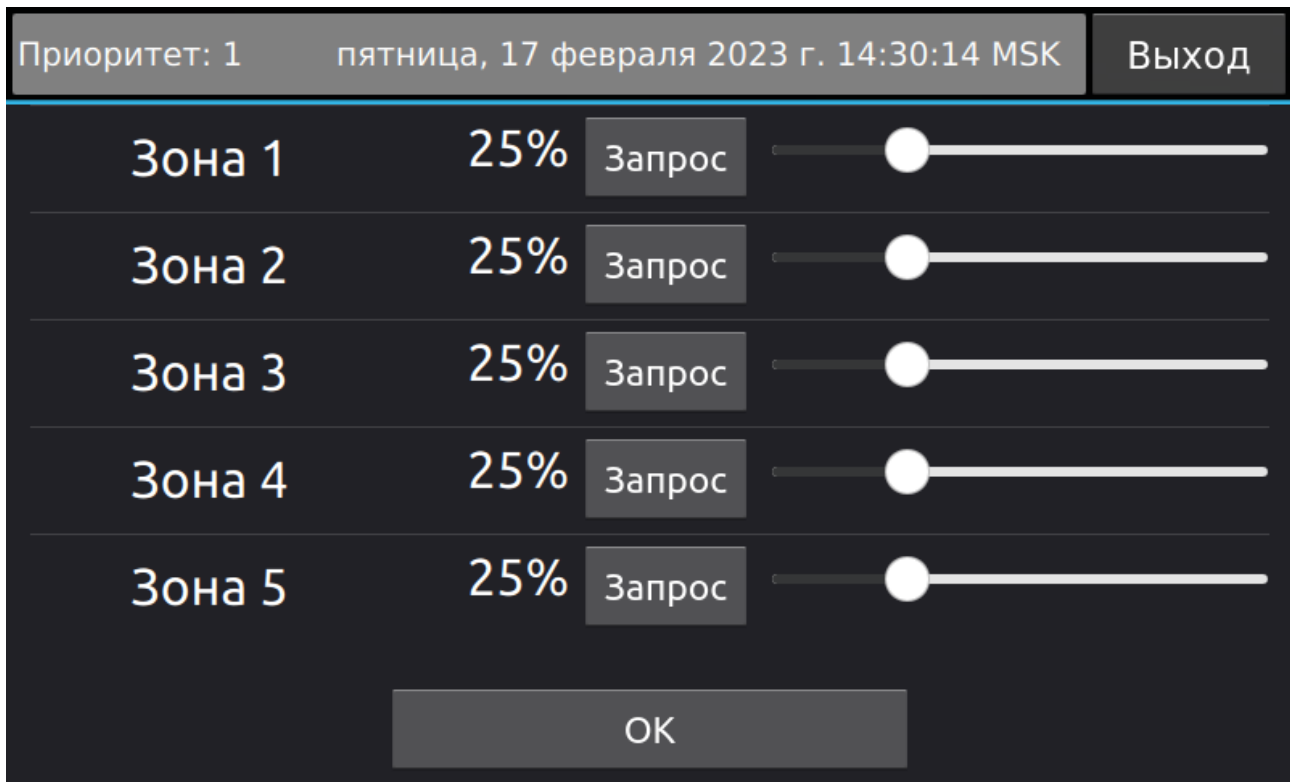 Приоритет: 1 пятница, 17 февраля 2023 г. 14:30:14 MSK Выход
Зона 1 25% Запрос
Зона 2 25% Запрос
Зона 3 25% Запрос
Зона 4 25% Запрос
Зона 5 25% Запрос
ОК